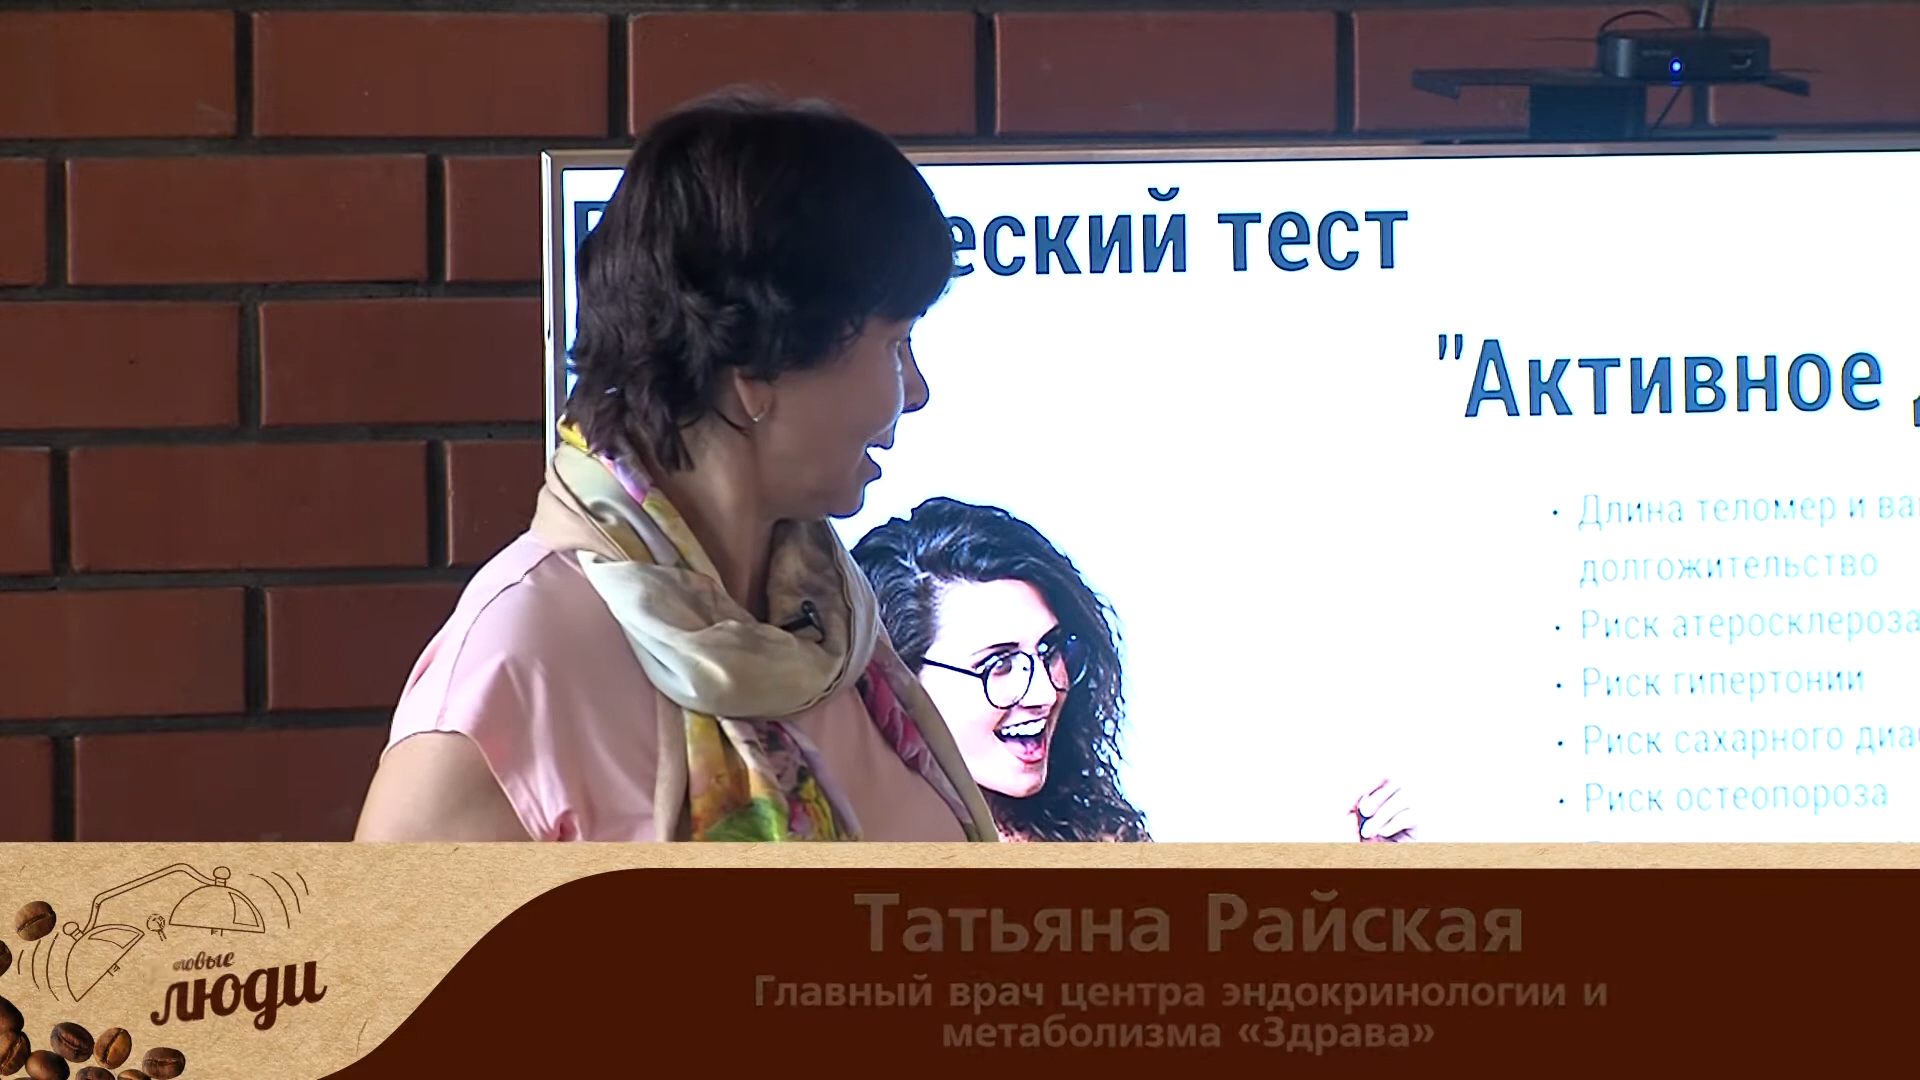 еский тест
"Активное
• Длина теломер и ва
долгожительство
• Риск атеросклероза
• Риск гипертонии
• Риск сахарного диа
• Риск остеопороза
Татьяна Райская
Главный врач центра эндокринологии и
метаболизма «Здрава»
люди